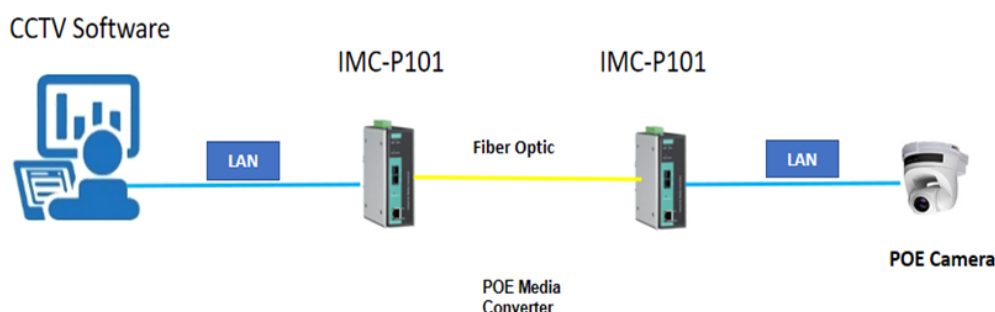 CCTV Software
IMC-P101
IMC-P101
LAN
Fiber Optic
LAN
POE Camera
POE Media
Converter